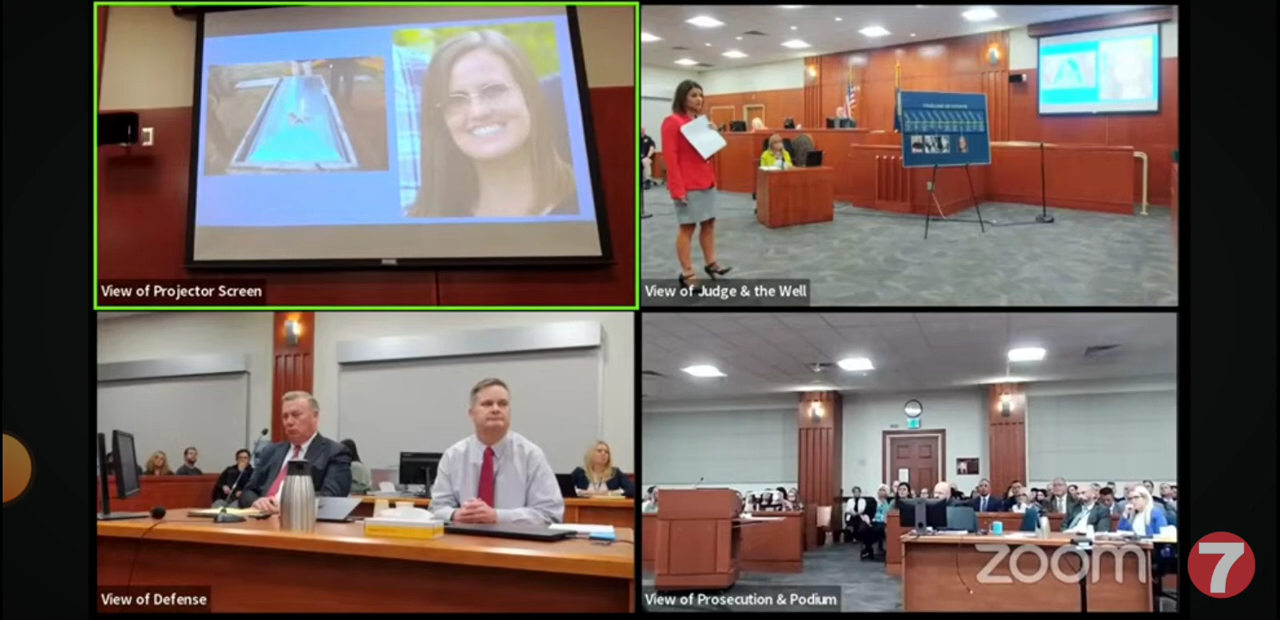 View of Projector Screen
View of Judge & the Well
View of Defense
View of Prosecution & Podium
zoom
7